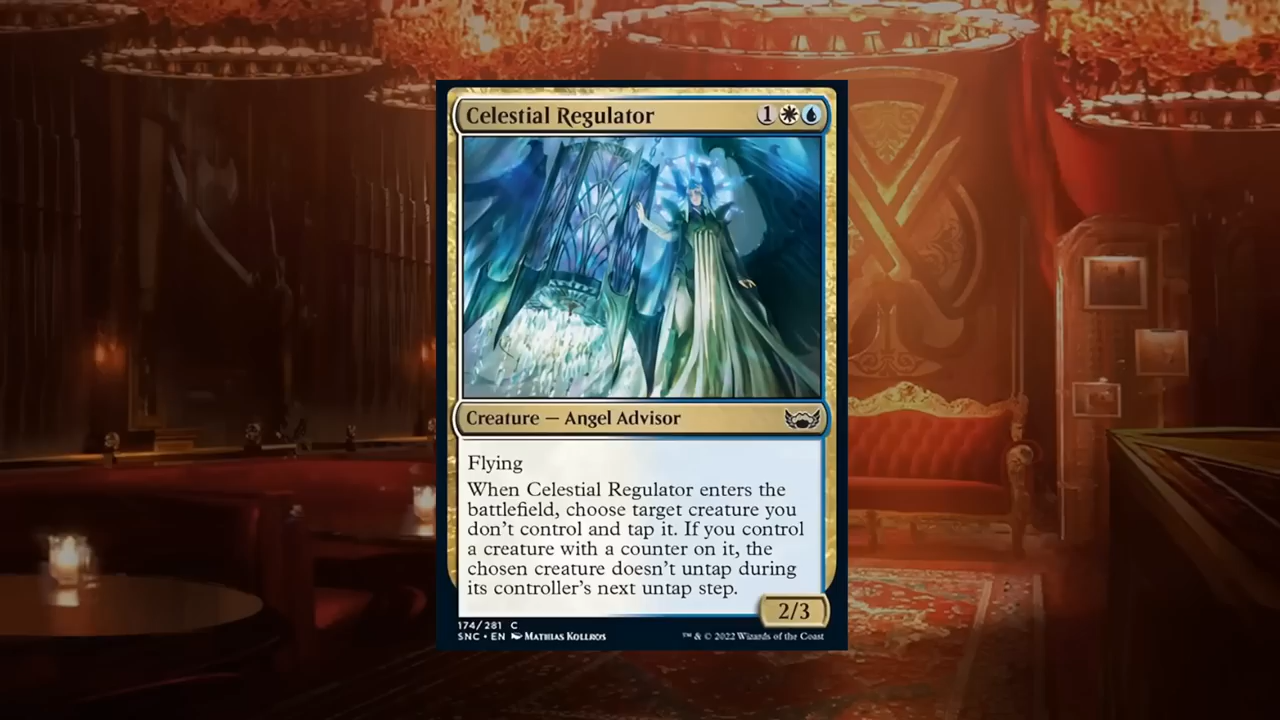 Celestial Regulator 1
Creature — Angel Advisor
Flying
When Celestial Regulator enters the
battlefield, choose target creature you
don't control and tap it. If you control
a creature with a counter on it, the
chosen creature doesn't untap during
its controller's next untap step.
2/3
174/281 C
SNC • EN Mathias Kollros ™ & © 2022 Wizards of the Coast